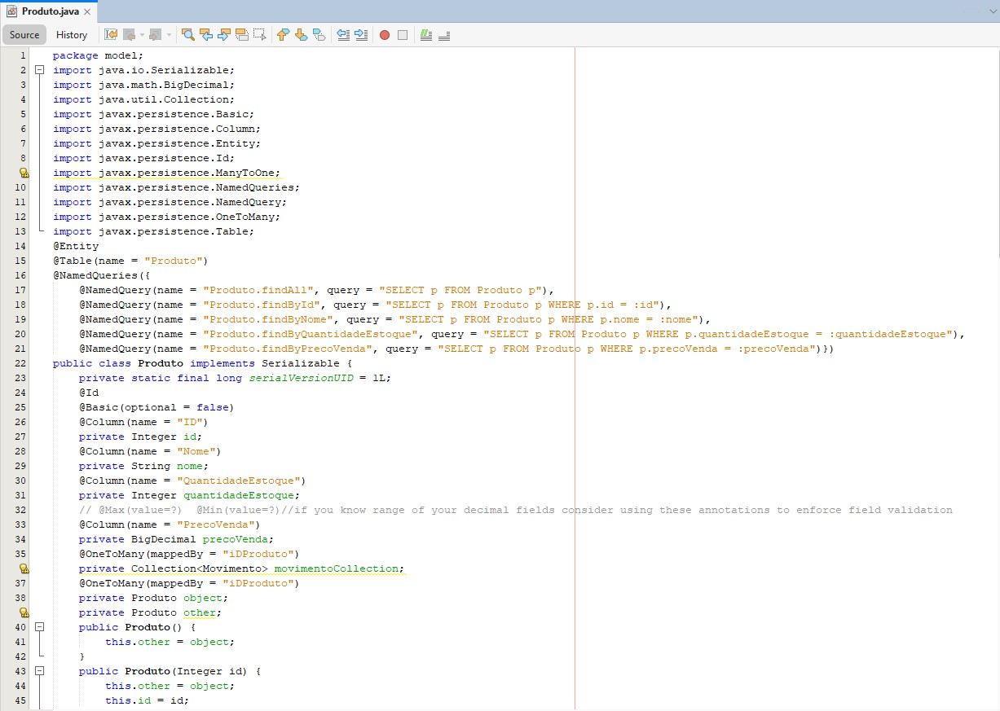 Produto.java
Source History
1 package model;
2 import java.io.Serializable;
3 import java.math.BigDecimal;
4 import java.util.Collection;
5 import javax.persistence.Basic;
6 import javax.persistence.Column;
7 import javax.persistence.Entity;
8 import javax.persistence.Id;
import javax.persistence.ManyToOne;
10 import javax.persistence.NamedQueries;
11 import javax.persistence.NamedQuery;
12 import javax.persistence.OneToMany;
13 import javax.persistence.Table;
14 @Entity
15 @Table(name = "Produto")
16 @NamedQueries({
17 @NamedQuery(name = "Produto.findAll", query = "SELECT p FROM Produto p"),
18 @NamedQuery(name = "Produto.findById", query = "SELECT p FROM Produto p WHERE p.id = :id"),
19 @NamedQuery(name = "Produto.findByNome", query = "SELECT p FROM Produto p WHERE p.nome = :nome"),
20 @NamedQuery(name = "Produto.findByQuantidadeEstoque", query = "SELECT p FROM Produto p WHERE p.quantidadeEstoque = :quantidadeEstoque"),
21 @NamedQuery(name = "Produto.findByPrecoVenda", query = "SELECT p FROM Produto p WHERE p.precoVenda = :precoVenda")})
22 public class Produto implements Serializable {
23 private static final long serialVersionUID = 1L;
24 @Id
25 @Basic(optional = false)
26 @Column(name = "ID")
27 private Integer id;
28 @Column(name = "Nome")
29 private String nome;
30 @Column(name = "QuantidadeEstoque")
31 private Integer quantidadeEstoque;
32 // @Max(value=?)  @Min(value=?)//if you know range of your decimal fields consider using these annotations to enforce field validation
33 @Column(name = "PrecoVenda")
34 private BigDecimal precoVenda;
35 @OneToMany(mappedBy = "iDProduto")
private Collection<Movimento> movimentoCollection;
37 @OneToMany(mappedBy = "iDProduto")
38 private Produto object;
private Produto other;
40 public Produto() {
41 this.other = object;
42 }
43 public Produto(Integer id) {
44 this.other = object;
45 this.id = id;